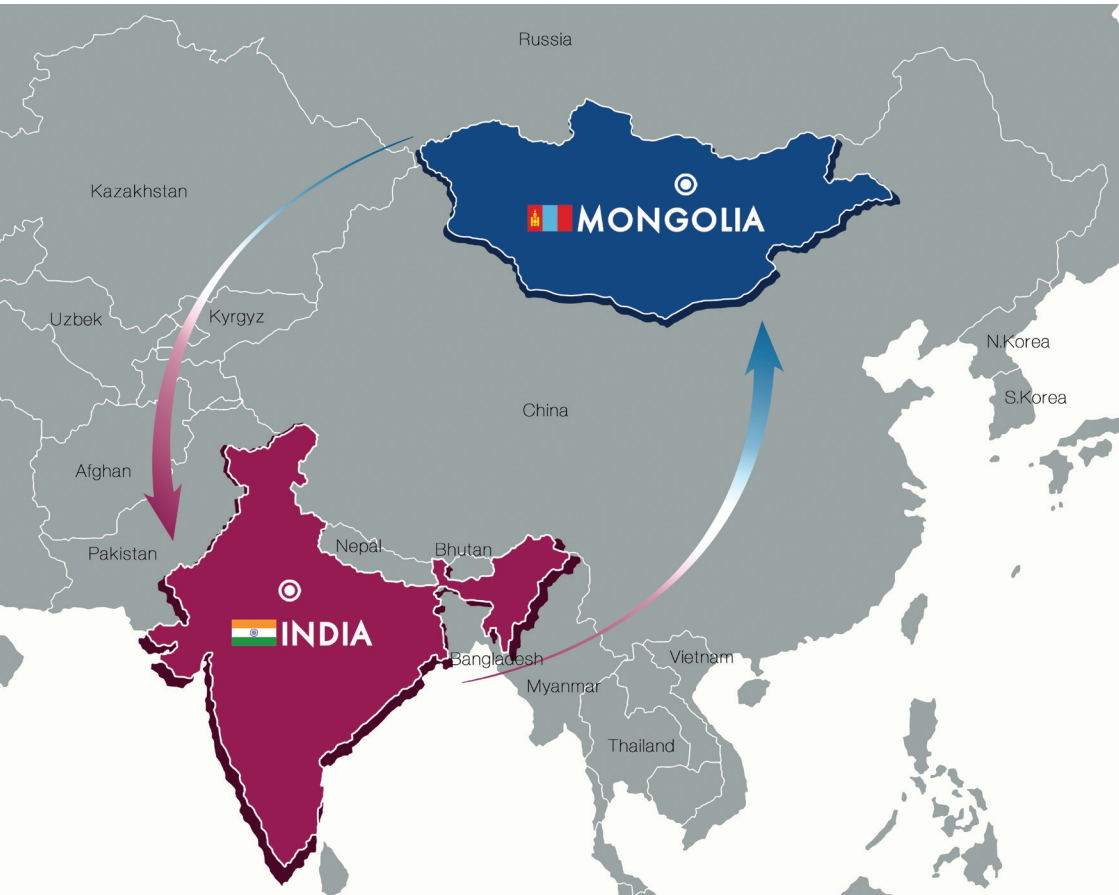 Russia
Kazakhstan
MONGOLIA
Uzbek
Kyrgyz
N.Korea
S.Korea
China
Afghan
Pakistan
Nepal
Bhutan
INDIA
Bangladesh
Vietnam
Myanmar
Thailand